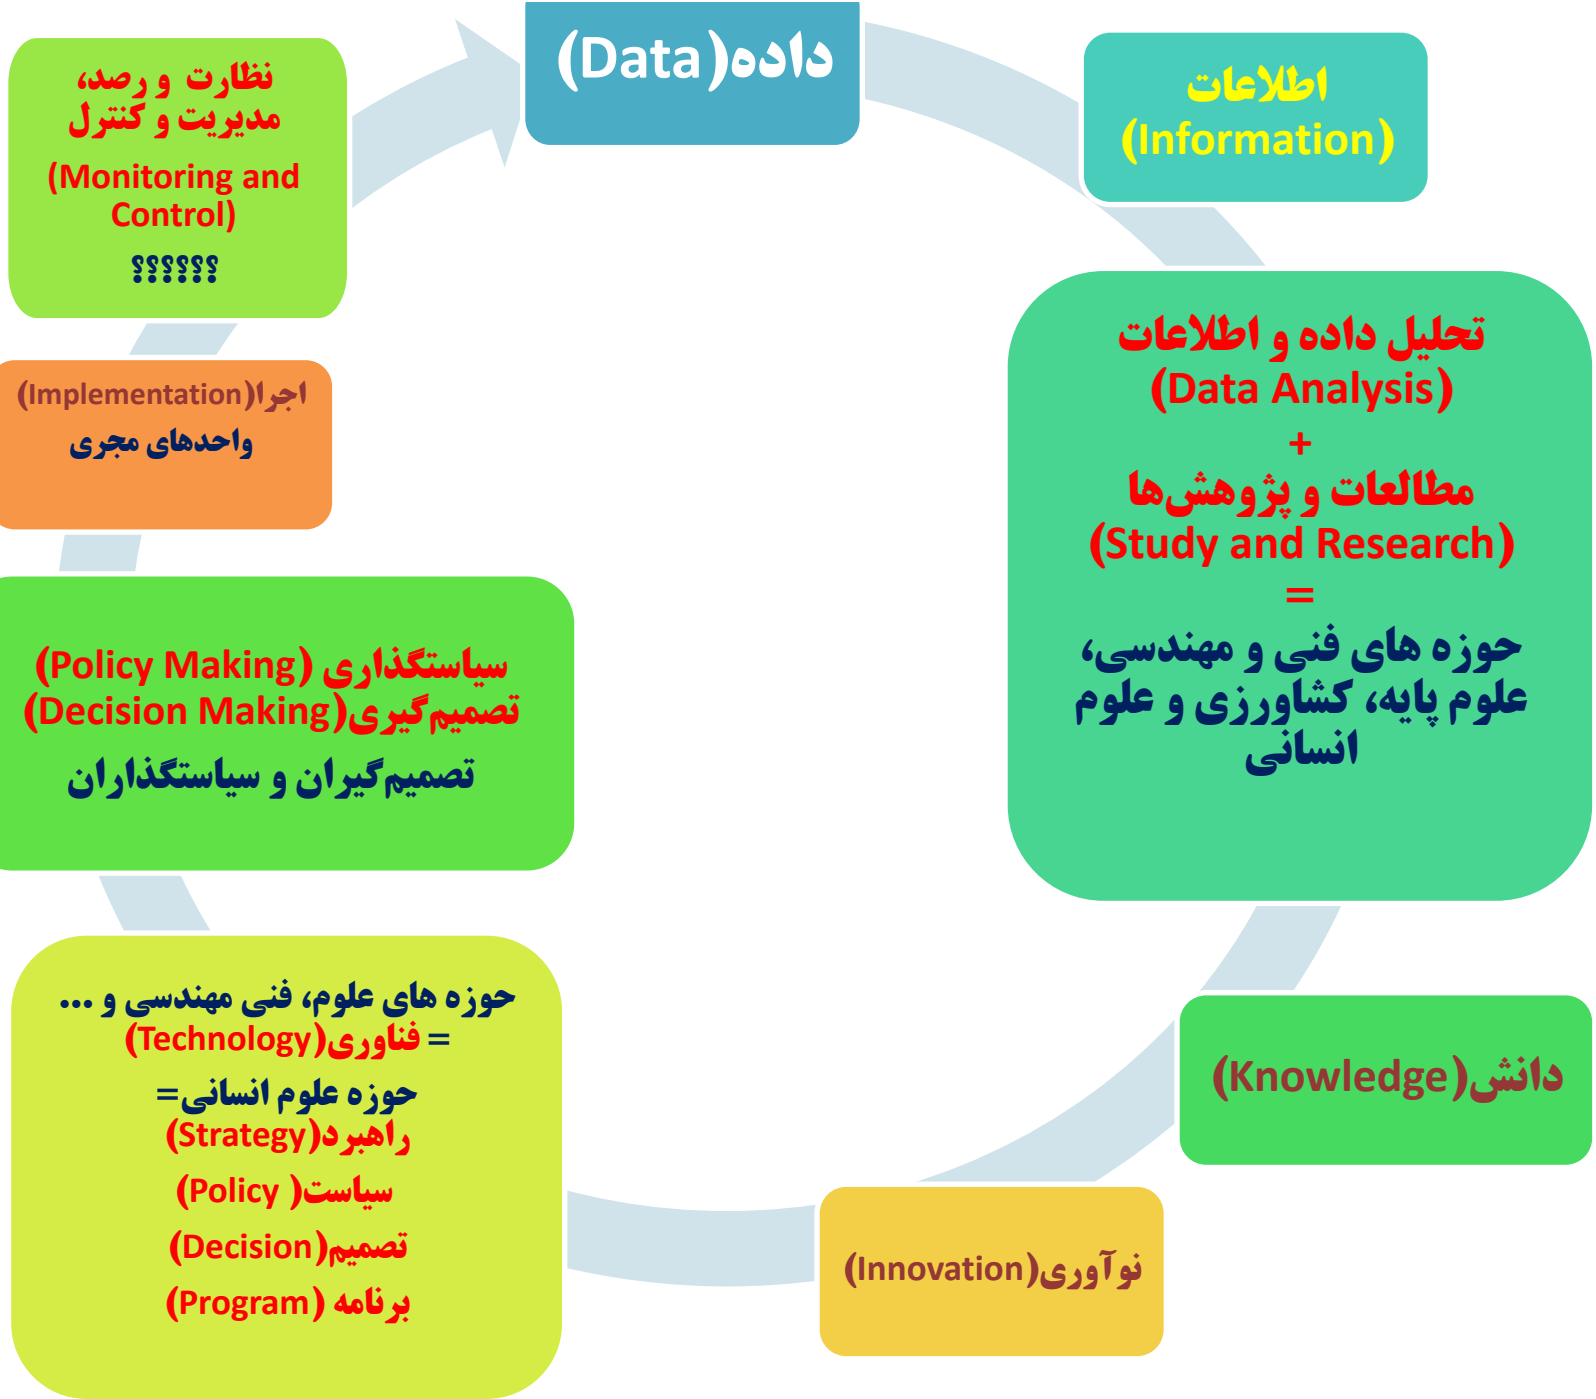 داده(Data)
اطلاعات
(Information)
تحلیل داده و اطلاعات
(Data Analysis)
+
مطالعات و پژوهش‌ها
(Study and Research)
=
حوزه های فنی و مهندسی،
علوم پایه، کشاورزی و علوم
انسانی
دانش(Knowledge)
نوآوری(Innovation)
حوزه های علوم، فنی مهندسی و ...
= فناوری(Technology)
حوزه علوم انسانی=
راهبرد(Strategy)
سیاست( Policy)
تصمیم(Decision)
برنامه (Program)
سیاستگذاری (Policy Making)
تصمیم‌گیری(Decision Making)
تصمیم‌گیران و سیاستگذاران
اجرا(Implementation)
واحدهای مجری
نظارت و رصد،
مدیریت و کنترل
(Monitoring and
Control)
؟؟؟؟؟؟